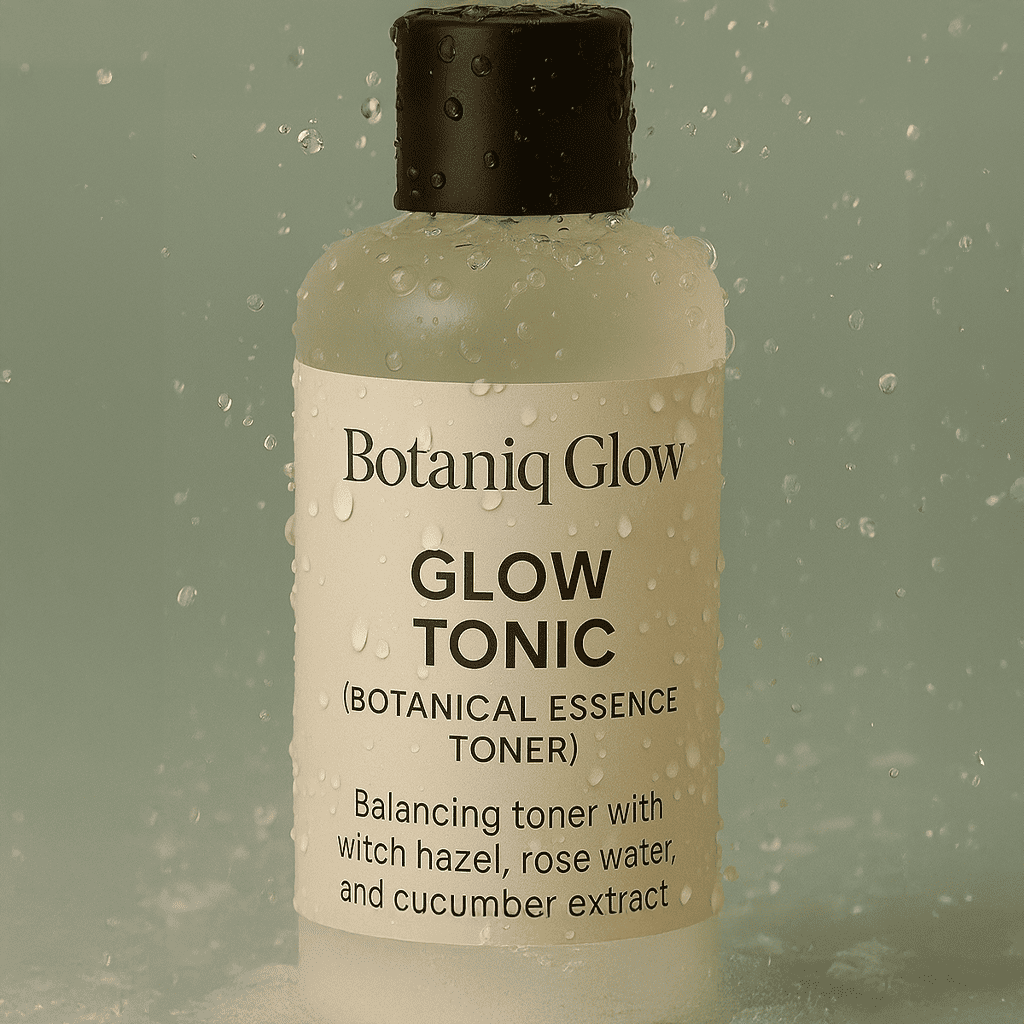 Botaniq Glow
GLOW
TONIC
(BOTANICAL ESSENCE
TONER)
Balancing toner with
witch hazel, rose water,
and cucumber extract